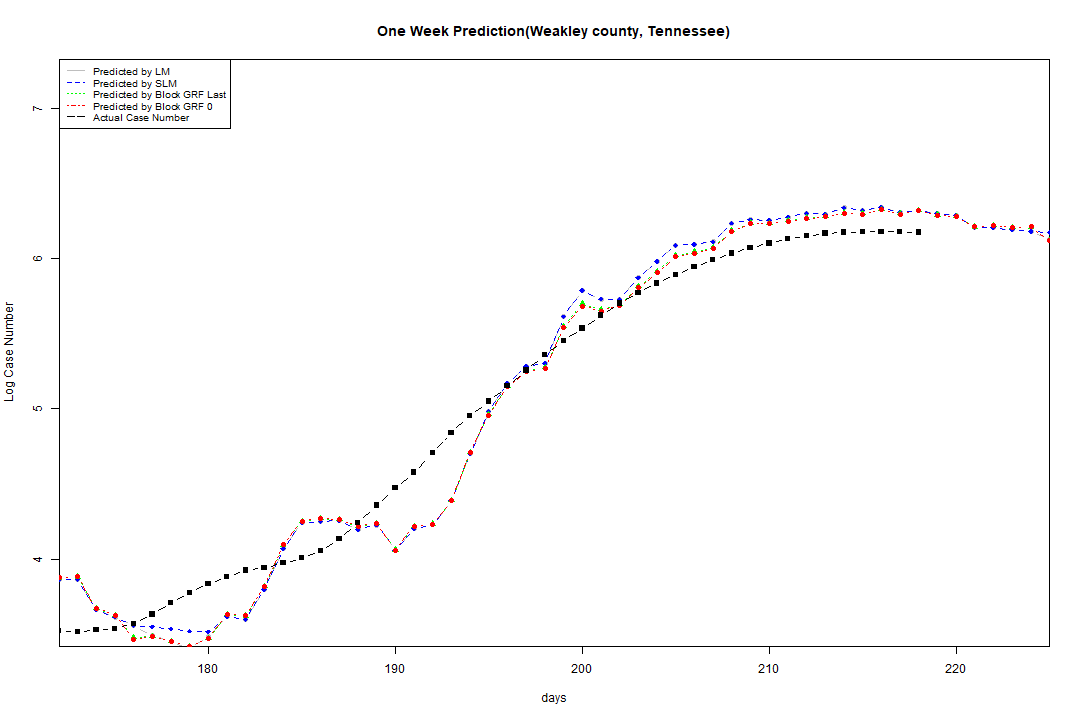 One Week Prediction(Weakley county, Tennessee)
Predicted by LM
Predicted by SLM
Predicted by Block GRF Last
Predicted by Block GRF 0
Actual Case Number
7
6
5
4
Log Case Number
180 190 200 210 220
days